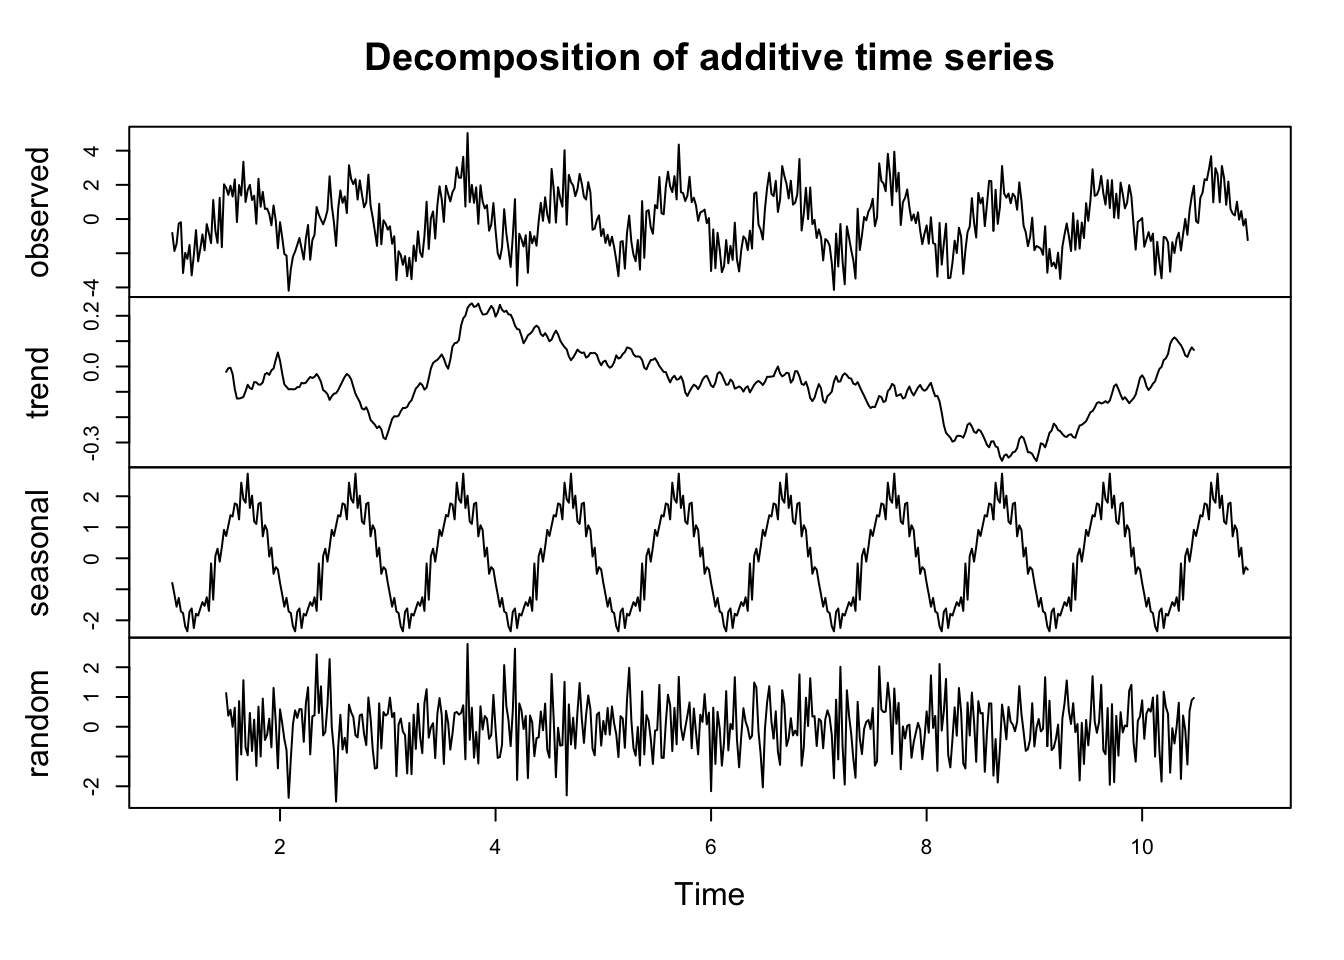 Decomposition of additive time series
observed
-4 0 2 4
trend
-0.3 0.0 0.2
seasonal
-2 0 1 2
random
-2 0 1 2
2 4 6 8 10
Time